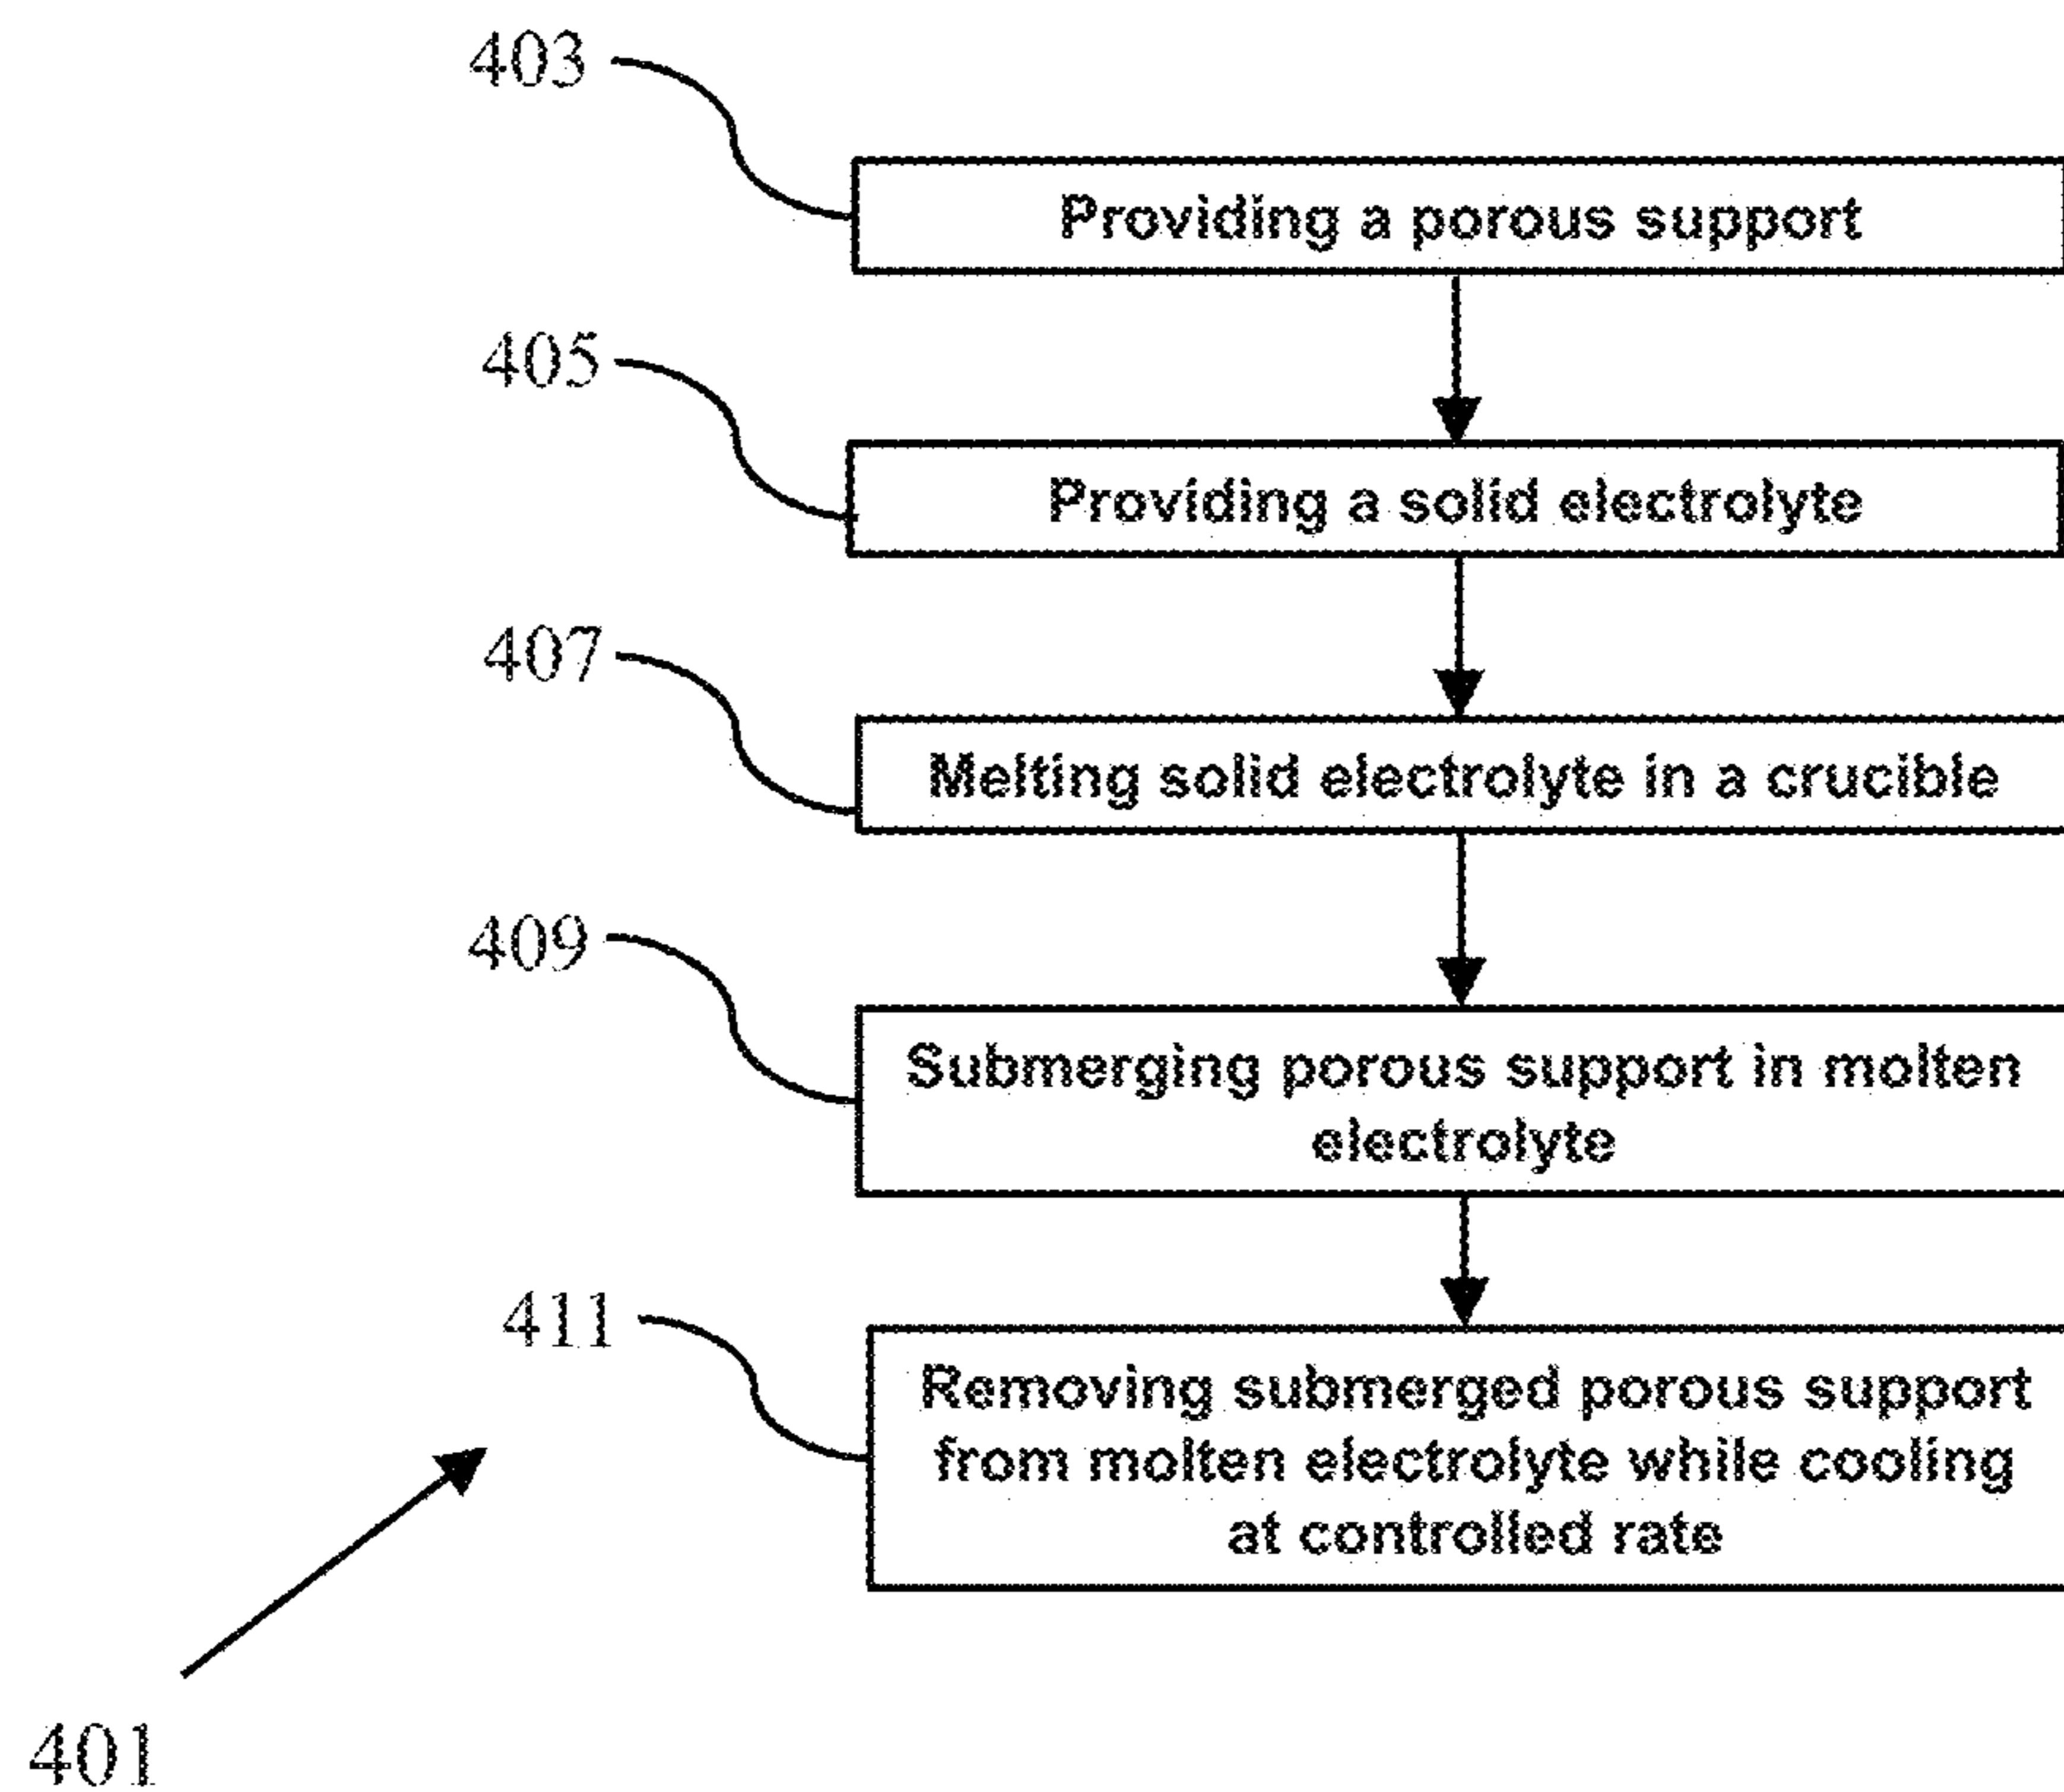 403
Providing a porous support
405
Providing a solid electrolyte
407
Melting solid electrolyte in a crucible
409
Submerging porous support in molten
electrolyte
411
Removing submerged porous support
from molten electrolyte while cooling
at controlled rate
401